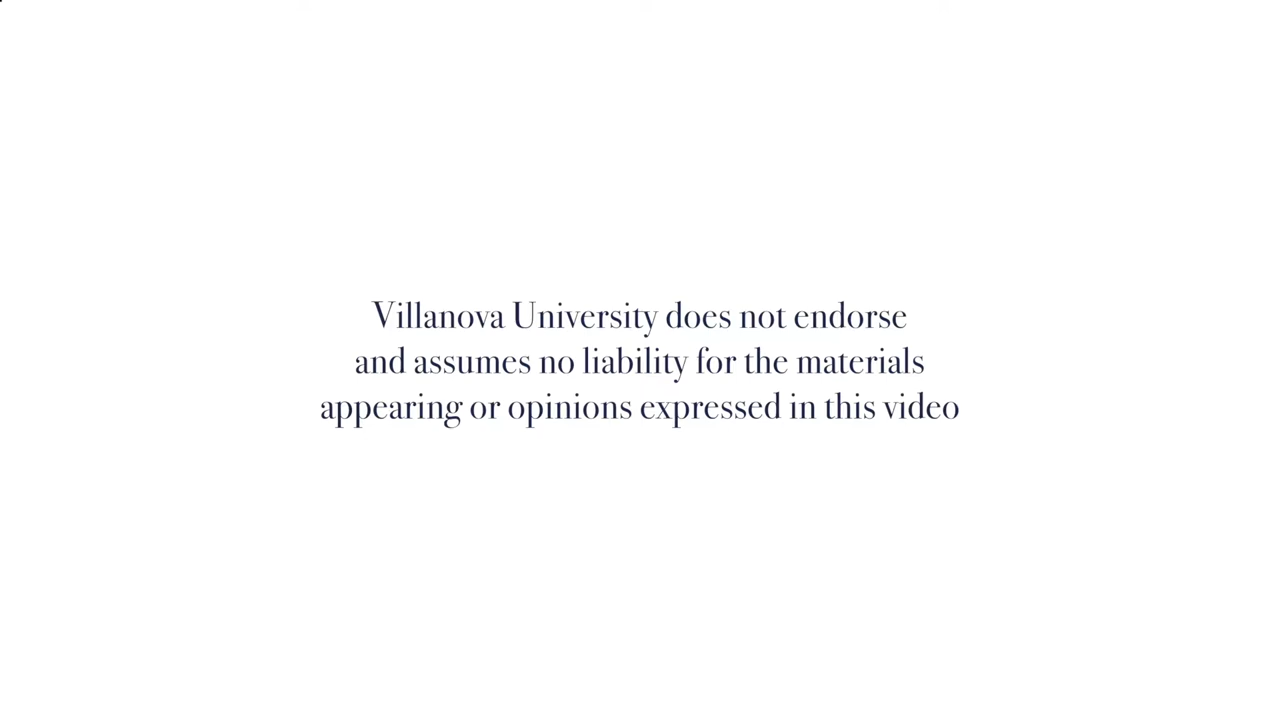 Villanova University does not endorse
and assumes no liability for the materials
appearing or opinions expressed in this video